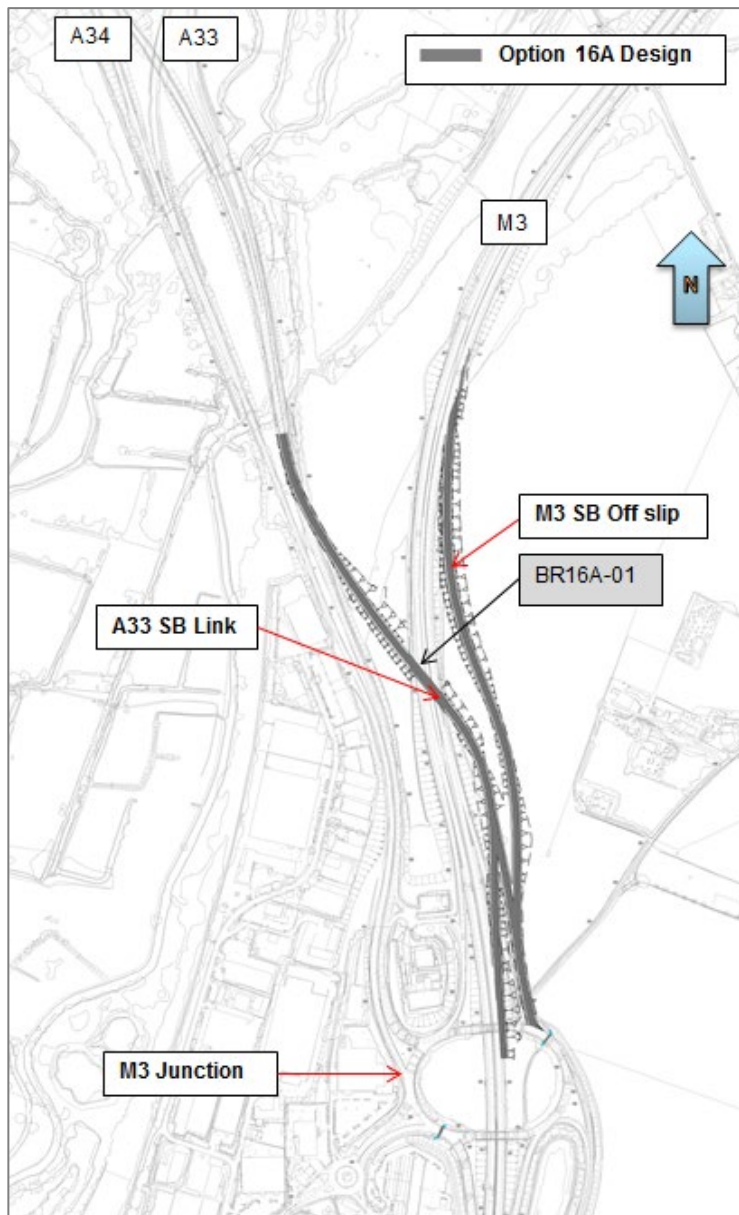 A34
A33
Option 16A Design
M3
N
M3 SB Off slip
BR16A-01
A33 SB Link
M3 Junction